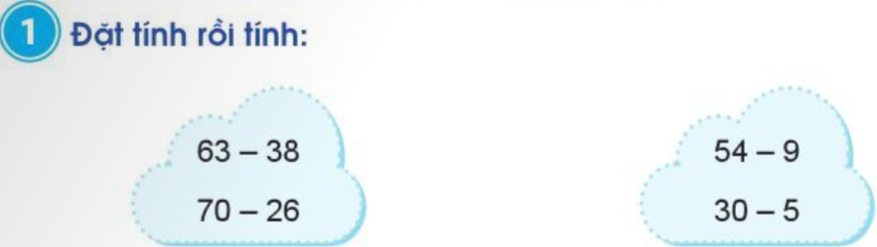 1 Đặt tính rồi tính:
63 – 38
70 – 26
54 – 9
30 – 5